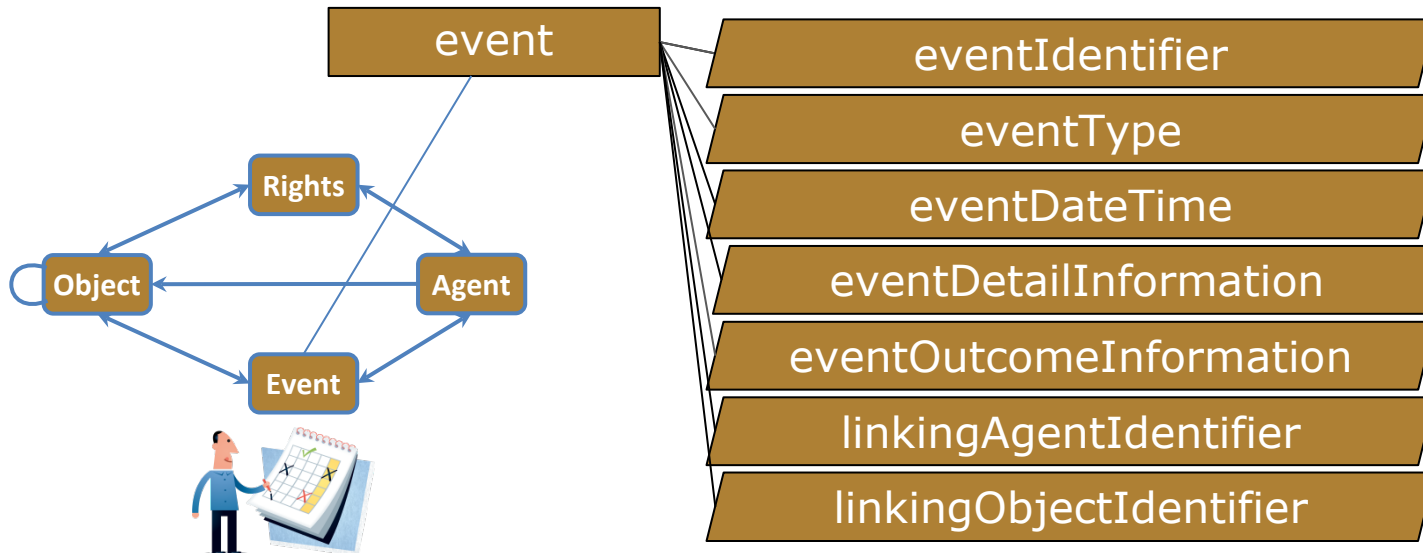 event
eventIdentifier
eventType
eventDateTime
eventDetailInformation
eventOutcomeInformation
linkingAgentIdentifier
linkingObjectIdentifier
Rights
Object
Agent
Event